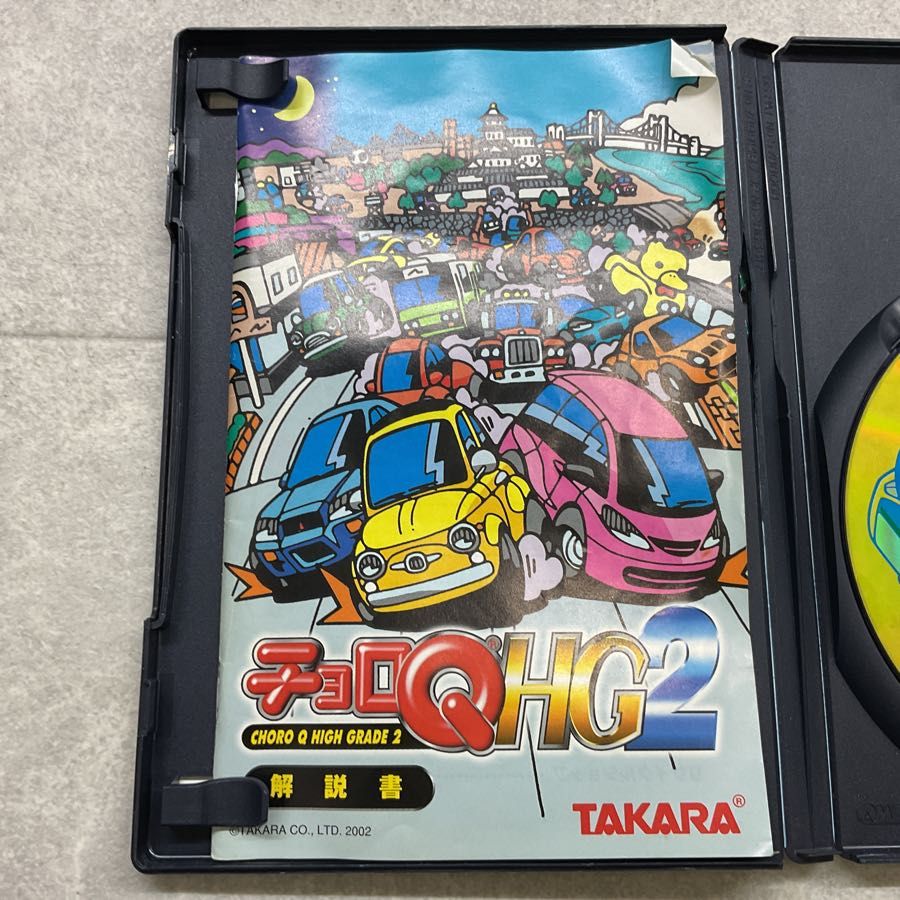 チョロQ HG2
CHORO Q HIGH GRADE 2
解説書
©TAKARA CO., LTD. 2002
TAKARA®